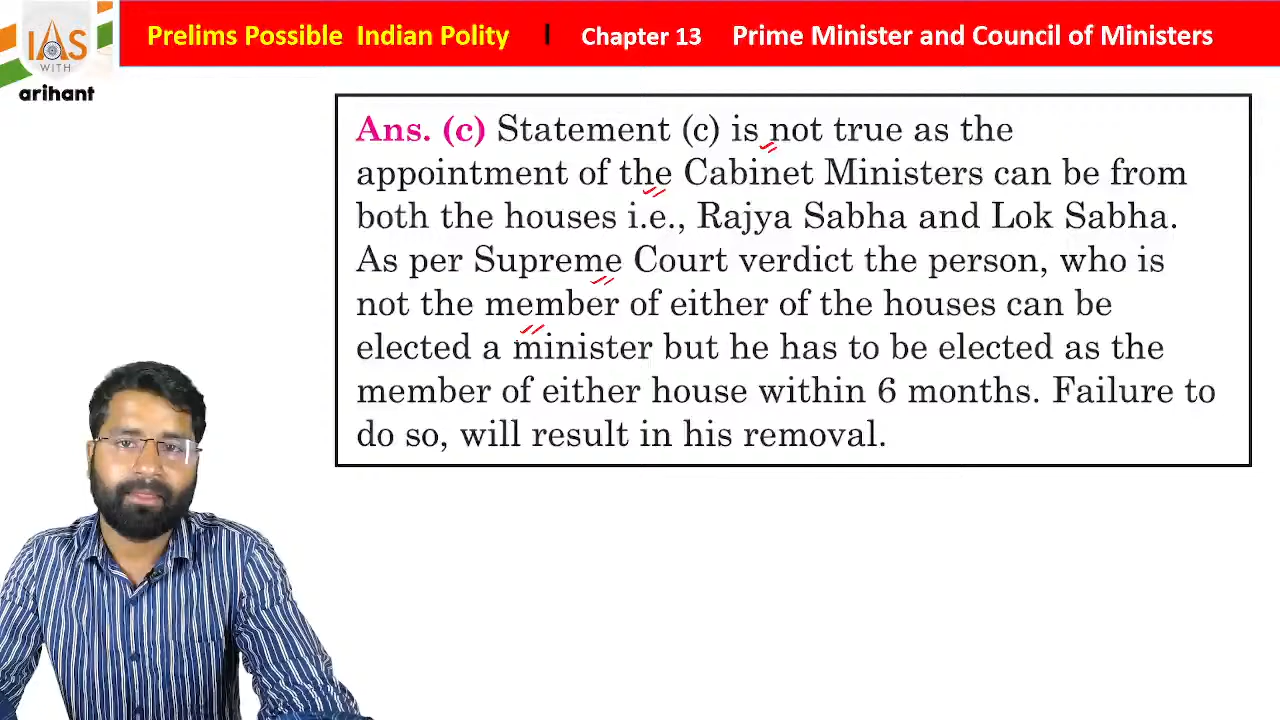 IAS
WITH
arihant
Prelims Possible Indian Polity | Chapter 13 Prime Minister and Council of Ministers
Ans. (c) Statement (c) is not true as the
appointment of the Cabinet Ministers can be from
both the houses i.e., Rajya Sabha and Lok Sabha.
As per Supreme Court verdict the person, who is
not the member of either of the houses can be
elected a minister but he has to be elected as the
member of either house within 6 months. Failure to
do so, will result in his removal.